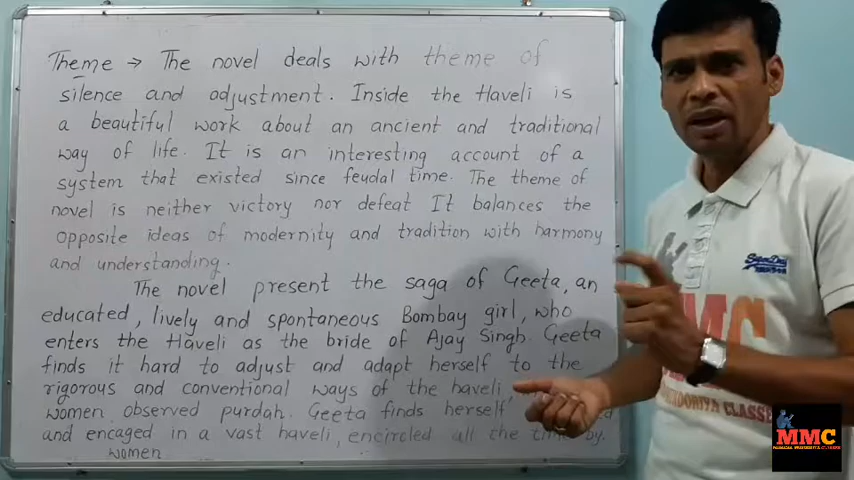 Theme → The novel deals with theme of
silence and adjustment. Inside the Haveli is
a beautiful work about an ancient and traditional
way of life. It is an interesting account of a
system that existed since feudal time. The theme of
novel is neither victory nor defeat. It balances the
opposite ideas of modernity and tradition with harmony
and understanding.
The novel present the saga of Geeta, an
educated, lively and spontaneous Bombay girl, who
enters the Haveli as the bride of Ajay Singh. Geeta
finds it hard to adjust and adapt herself to the
rigorous and conventional ways of the haveli
women observed purdah. Geeta finds herself
and engaged in a vast haveli, encircled all the time by
women
MMC
MMC
CLASSES